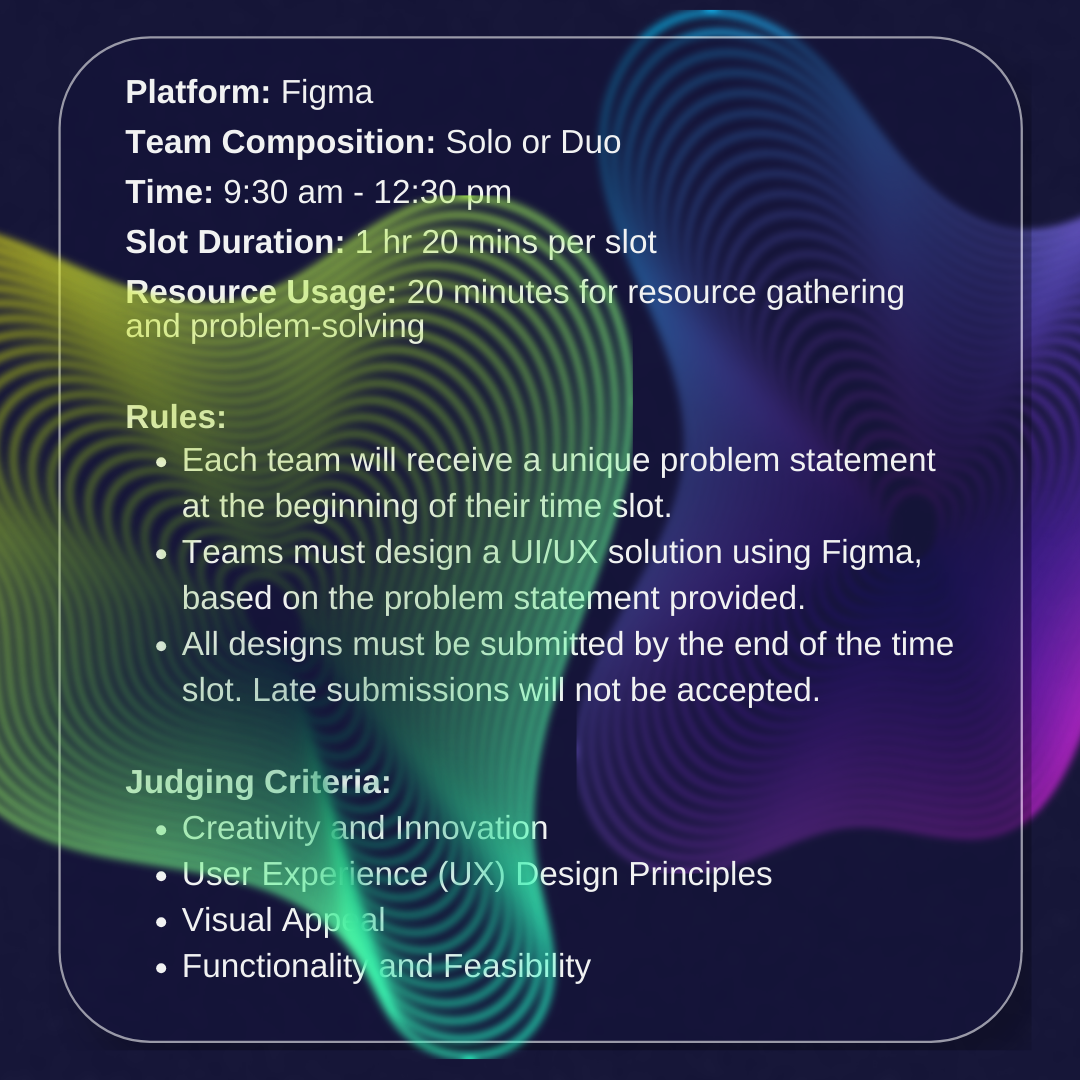 Platform: Figma
Team Composition: Solo or Duo
Time: 9:30 am - 12:30 pm
Slot Duration: 1 hr 20 mins per slot
Resource Usage: 20 minutes for resource gathering
and problem-solving
Rules:
• Each team will receive a unique problem statement
at the beginning of their time slot.
• Teams must design a UI/UX solution using Figma,
based on the problem statement provided.
• All designs must be submitted by the end of the time
slot. Late submissions will not be accepted.
Judging Criteria:
• Creativity and Innovation
• User Experience (UX) Design Principles
• Visual Appeal
• Functionality and Feasibility